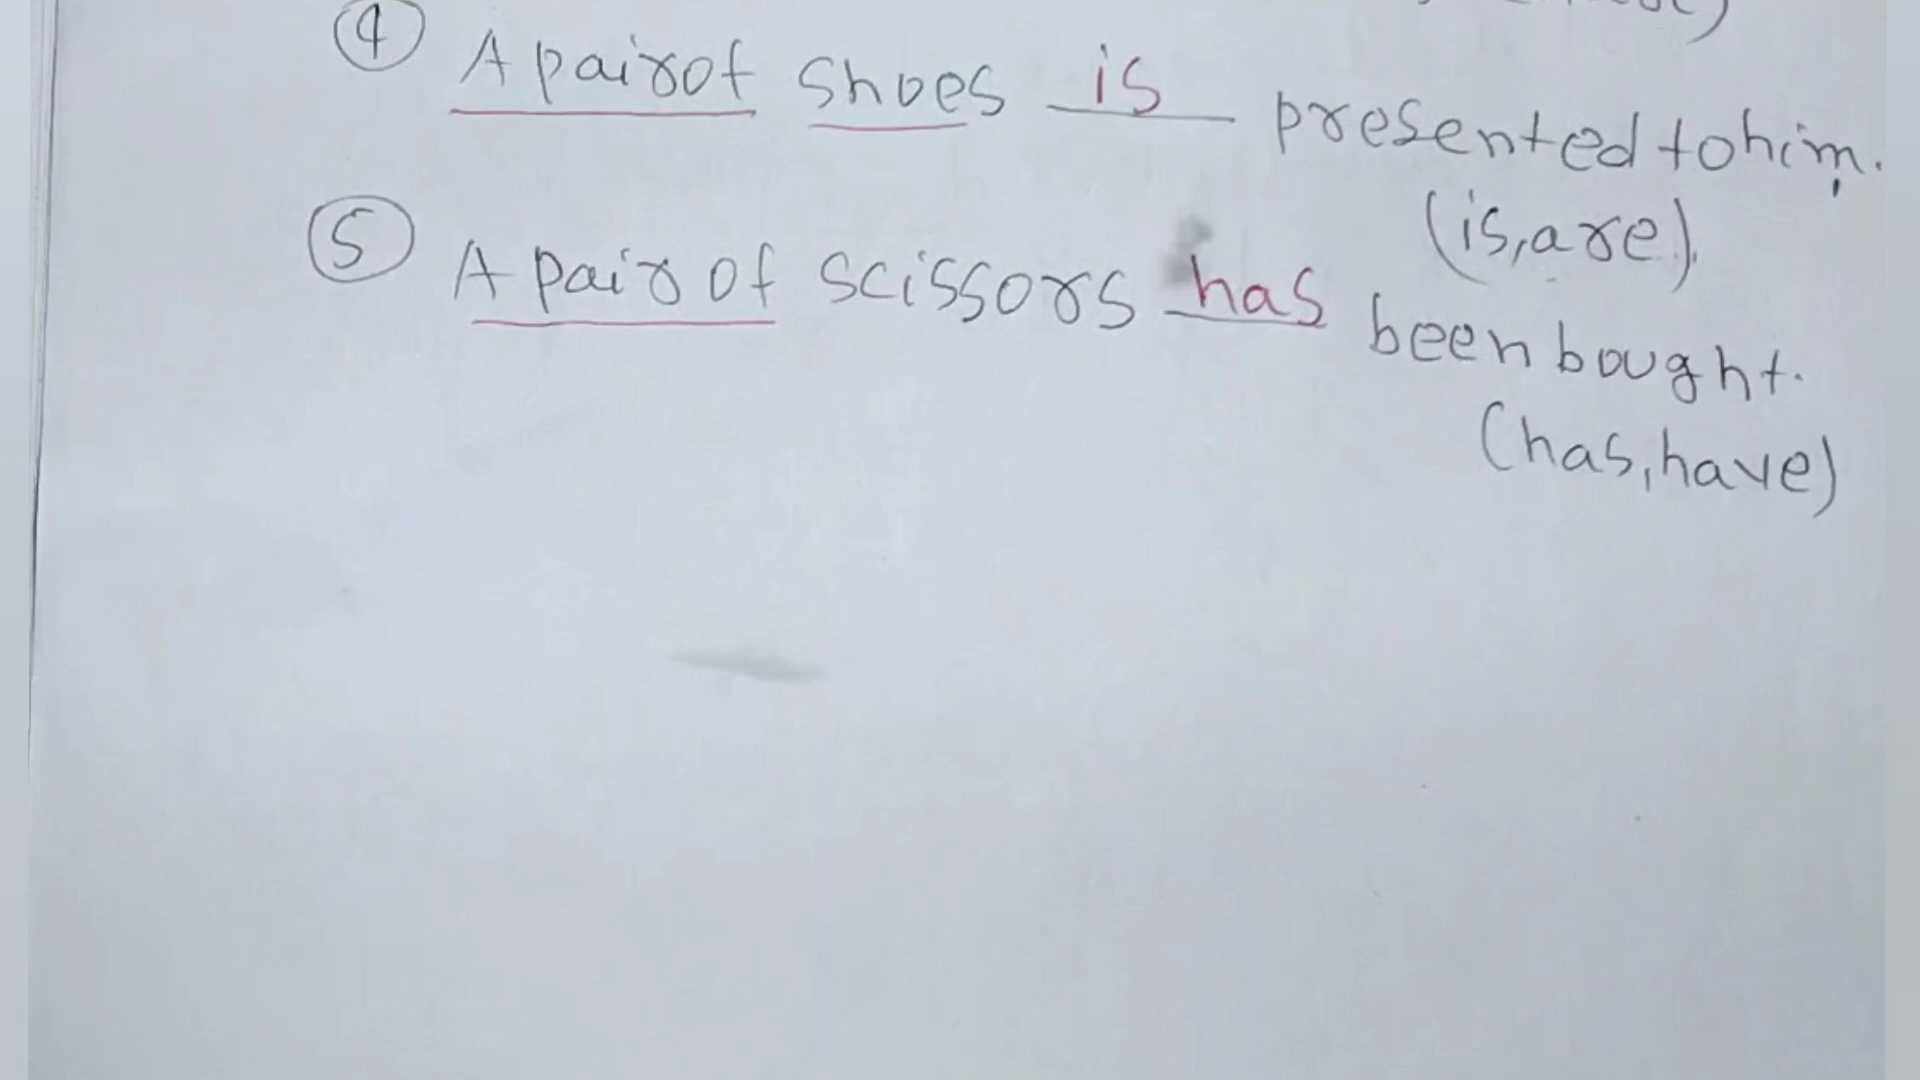 ④ A pair of shoes is presented to him.
(is, are).
⑤ A pair of scissors has been bought.
(has, have)